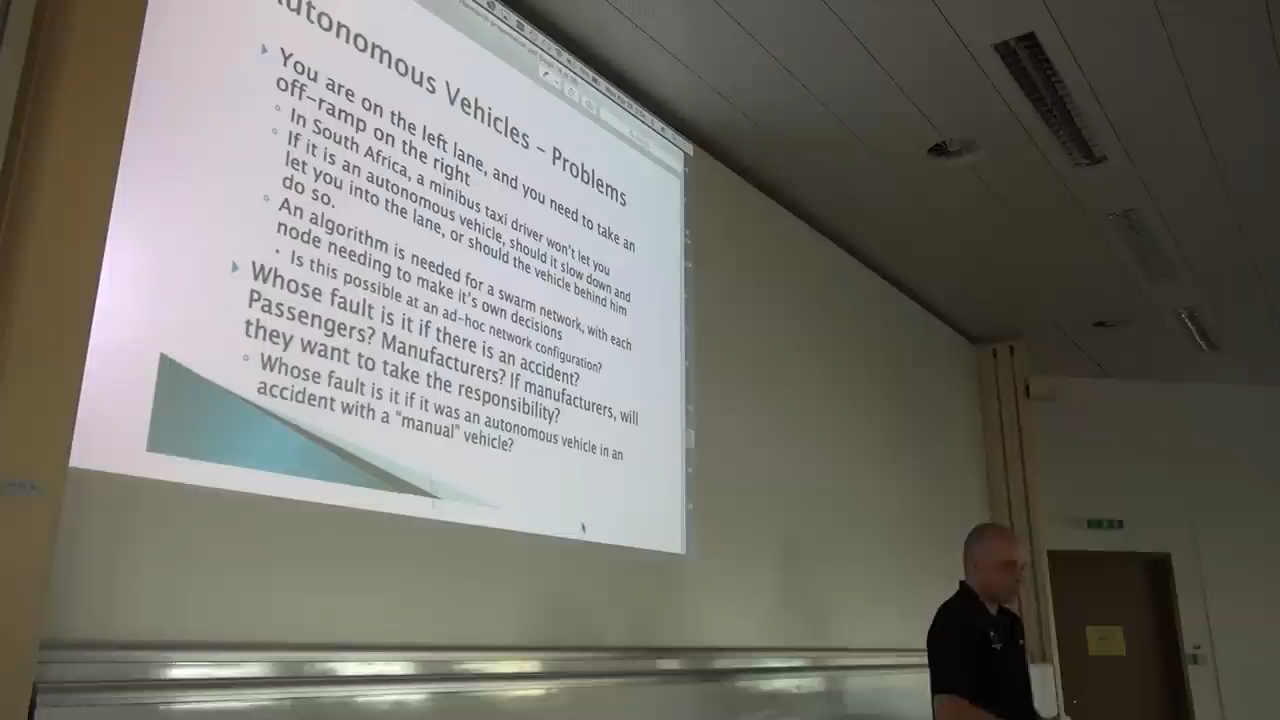 Autonomous Vehicles – Problems
You are on the left lane, and you need to take an
off-ramp on the right
In South Africa, a minibus taxi driver won't let you
If it is an autonomous vehicle, should it slow down and
let you into the lane, or should the vehicle behind him
do so.
An algorithm is needed for a swarm network, with each
node needing to make it's own decisions
Is this possible at an ad-hoc network configuration?
Whose fault is it if there is an accident?
Passengers? Manufacturers? If manufacturers, will
they want to take the responsibility?
Whose fault is it if it was an autonomous vehicle in an
accident with a "manual" vehicle?